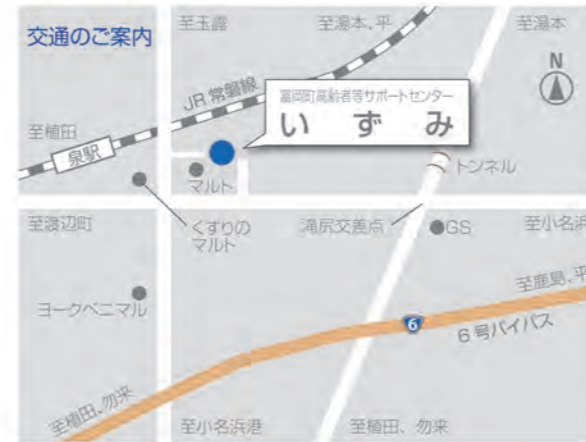 交通のご案内
至玉露
至湯本、平
至湯本
N
JR 常磐線
富岡町高齢者等サポートセンター
いずみ
至植田
泉駅
マルト
トンネル
至渡辺町
くすりの
マルト
滝尻交差点
GS
至小名浜
ヨークベニマル
至鹿島、平
6
6号バイパス
至植田、勿来
至小名浜港
至植田、勿来